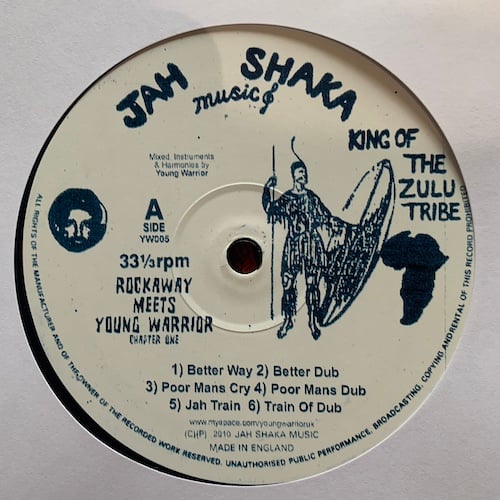 JAH SHAKA
music
KING OF
THE
ZULU
TRIBE
Mixed, Instruments
& Harmonies by
Young Warrior
A
SIDE
YW005
33⅓rpm
ROCKAWAY
MEETS
YOUNG WARRIOR
CHAPTER ONE
1) Better Way 2) Better Dub
3) Poor Mans Cry 4) Poor Mans Dub
5) Jah Train 6) Train Of Dub
www.myspace.com/youngwarrioruk
(C)(P) 2010 JAH SHAKA MUSIC
MADE IN ENGLAND
ALL RIGHTS OF THE MANUFACTURER AND OF THE OWNER OF THE RECORDED WORK RESERVED. UNAUTHORISED PUBLIC PERFORMANCE, BROADCASTING, COPYING AND RENTAL OF THIS RECORD PROHIBITED